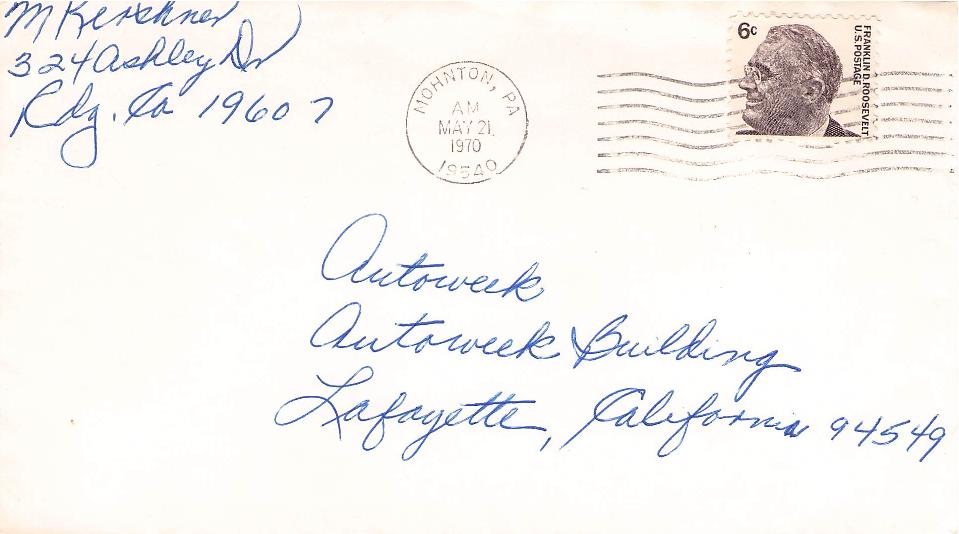 M Kerschner
324 Ashley Dr
Rdg. Pa 19607
MOHNTON, PA
AM
MAY 21
1970
19540
6c
FRANKLIN D. ROOSEVELT
U.S. POSTAGE
Autoweek
Autoweek Building
Lafayette, California 94549